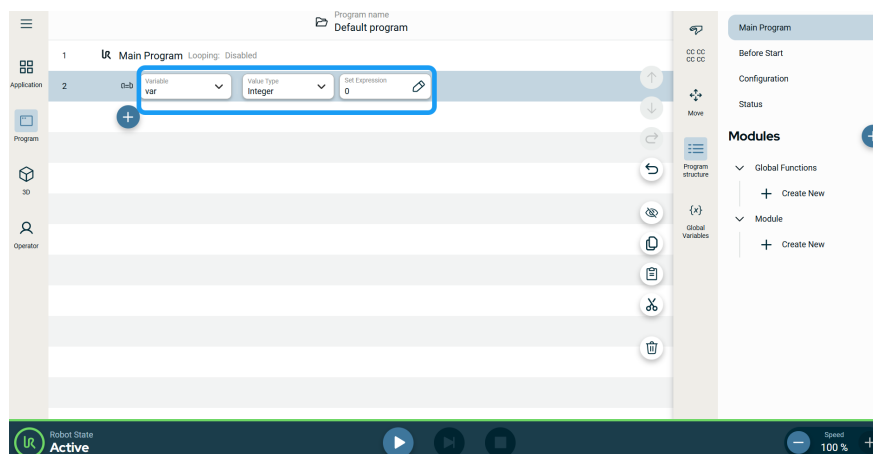 Program name
Default program
Main Program
CC CC
CC CC
Before Start
1 UR Main Program Looping: Disabled
Application
Configuration
2 a=b
Variable
var
Value Type
Integer
Set Expression
0
Status
Move
Program
Modules
Program
structure
Global Functions
Create New
3D
{x}
Global
Variables
Module
Operator
Create New
UR
Robot State
Active
Speed
100 %